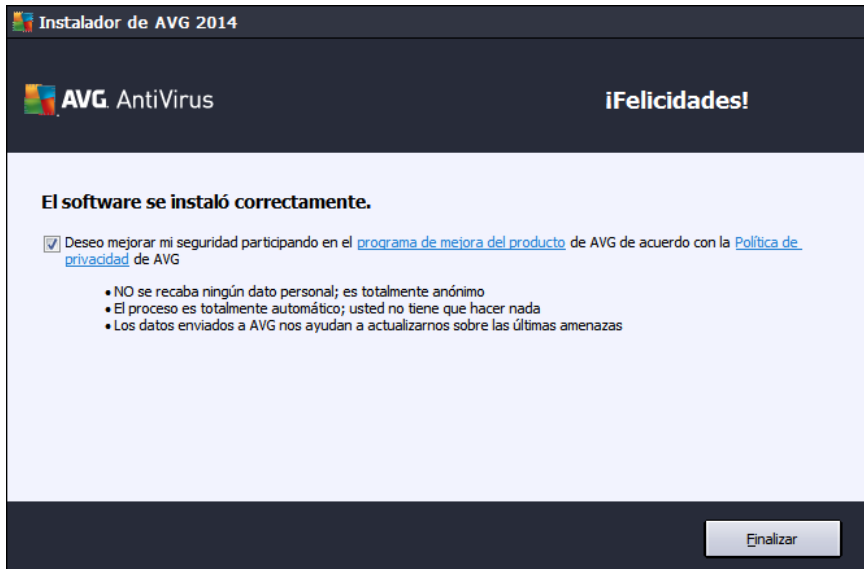 Instalador de AVG 2014
AVG. AntiVirus
¡Felicidades!
El software se instaló correctamente.
Deseo mejorar mi seguridad participando en el programa de mejora del producto de AVG de acuerdo con la Política de
privacidad de AVG
• NO se recaba ningún dato personal; es totalmente anónimo
• El proceso es totalmente automático; usted no tiene que hacer nada
• Los datos enviados a AVG nos ayudan a actualizarnos sobre las últimas amenazas
Finalizar